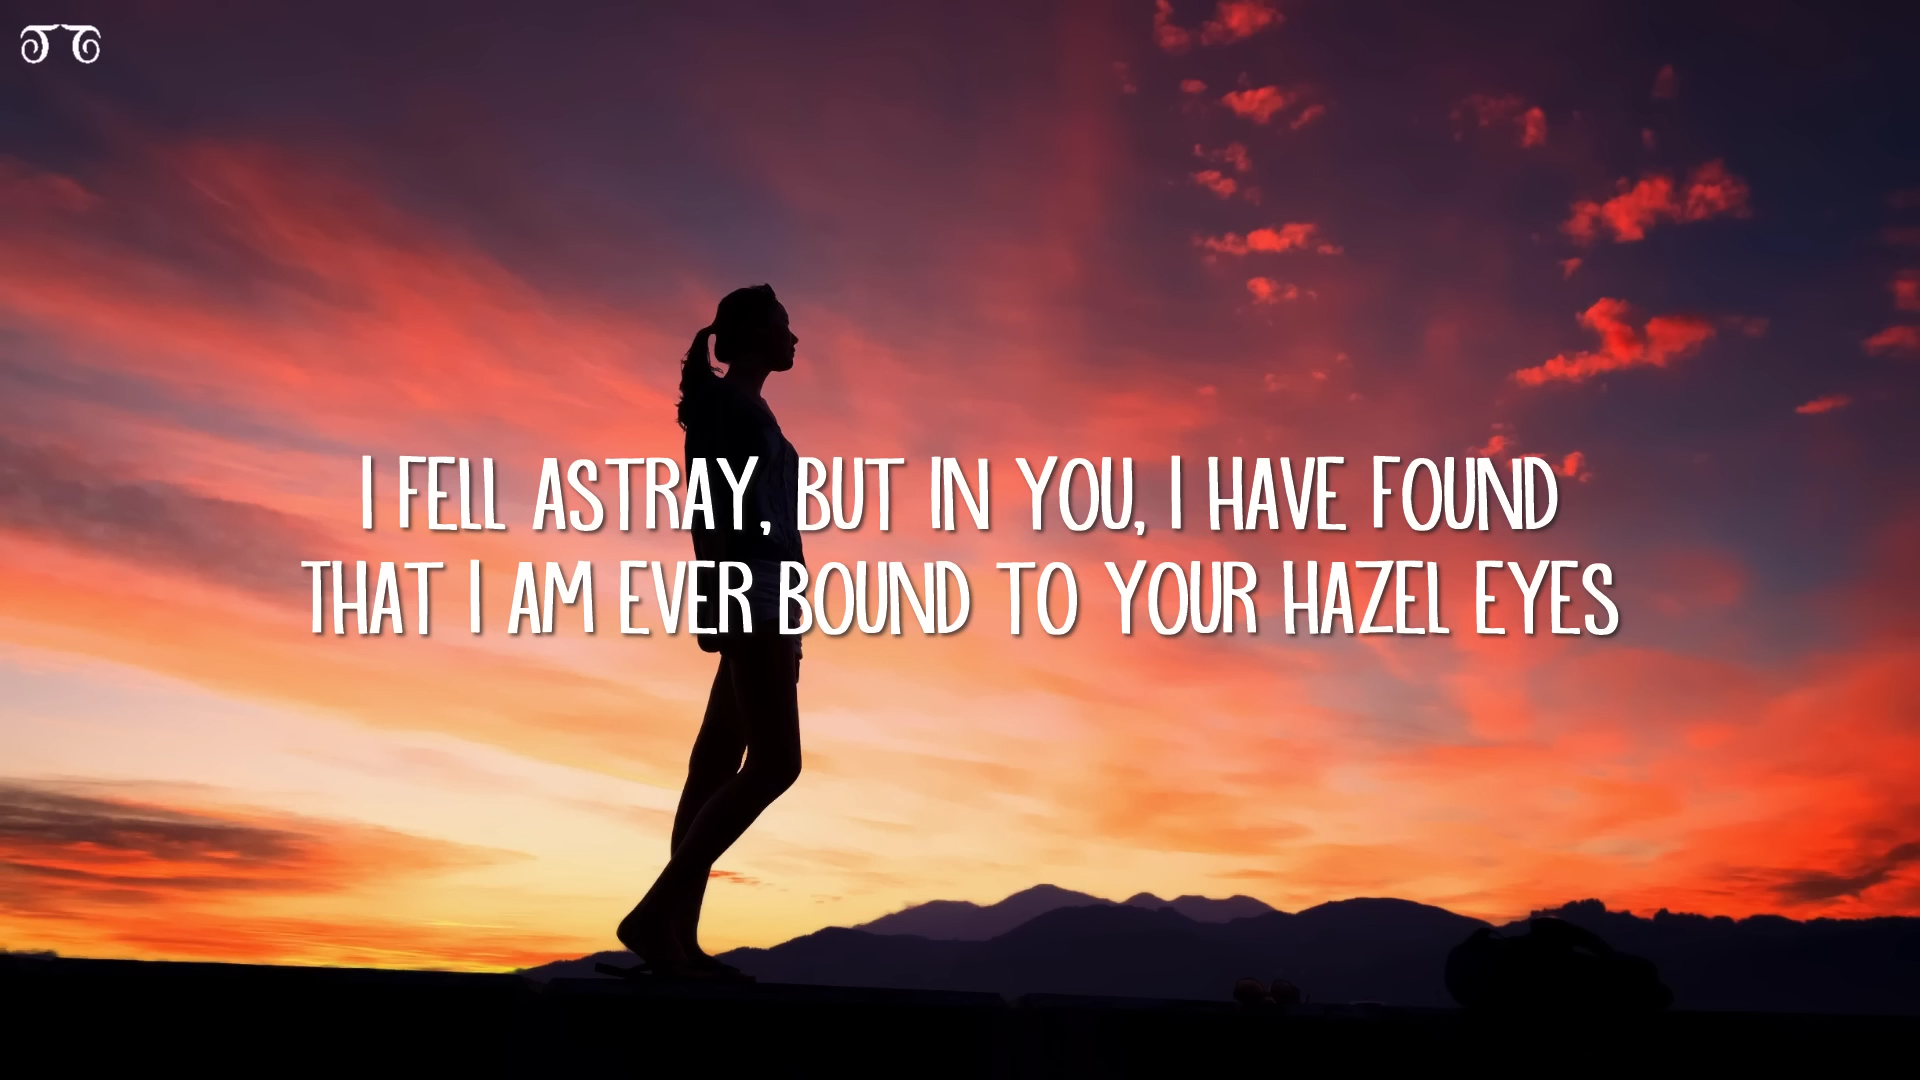 I FELL ASTRAY, BUT IN YOU, I HAVE FOUND
THAT I AM EVER BOUND TO YOUR HAZEL EYES